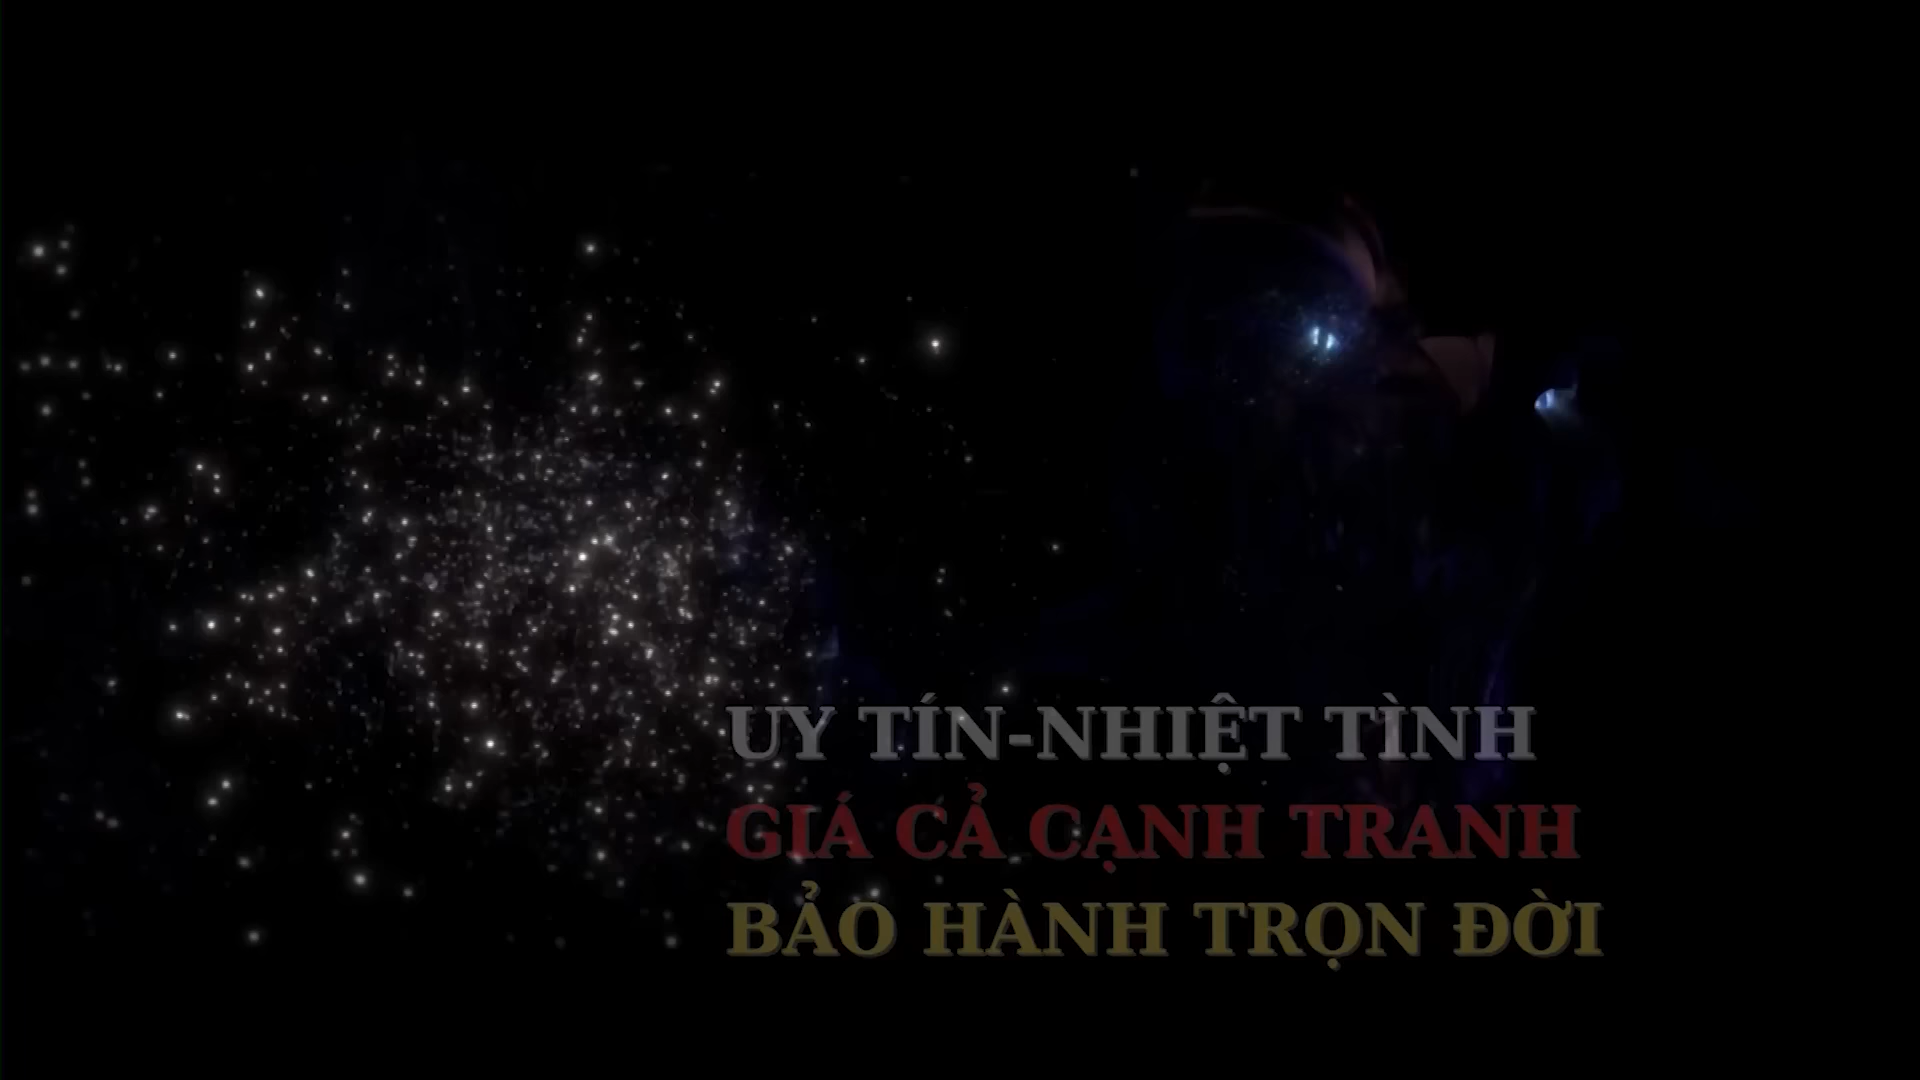 UY TÍN-NHIỆT TÌNH
GIÁ CẢ CẠNH TRANH
BẢO HÀNH TRỌN ĐỜI